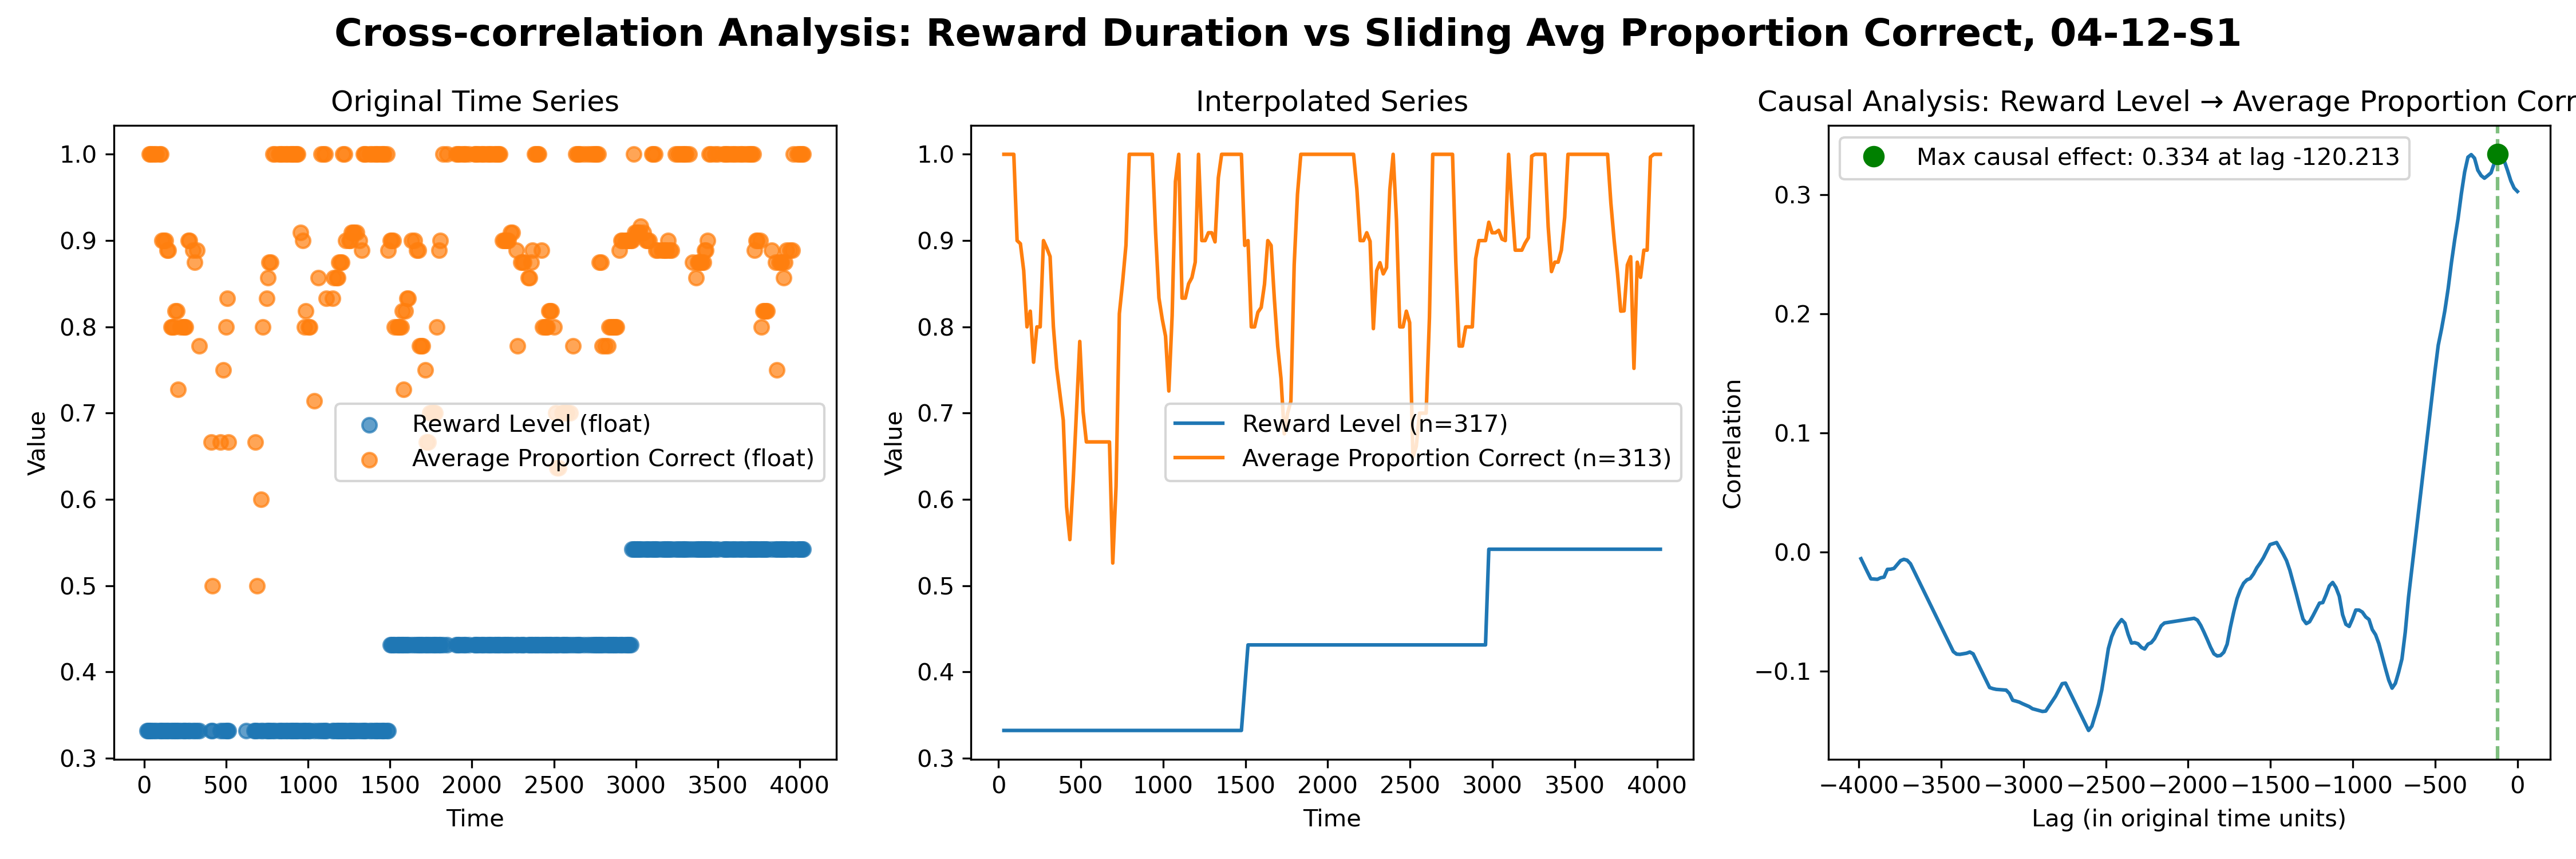 Cross-correlation Analysis: Reward Duration vs Sliding Avg Proportion Correct, 04-12-S1
Original Time Series
Value
1.0
0.9
0.8
0.7
0.6
0.5
0.4
0.3
Reward Level (float)
Average Proportion Correct (float)
0 500 1000 1500 2000 2500 3000 3500 4000
Time
Interpolated Series
Value
1.0
0.9
0.8
0.7
0.6
0.5
0.4
0.3
Reward Level (n=317)
Average Proportion Correct (n=313)
0 500 1000 1500 2000 2500 3000 3500 4000
Time
Causal Analysis: Reward Level → Average Proportion Corr
Max causal effect: 0.334 at lag -120.213
Correlation
0.3
0.2
0.1
0.0
−0.1
−4000 −3500 −3000 −2500 −2000 −1500 −1000 −500 0
Lag (in original time units)